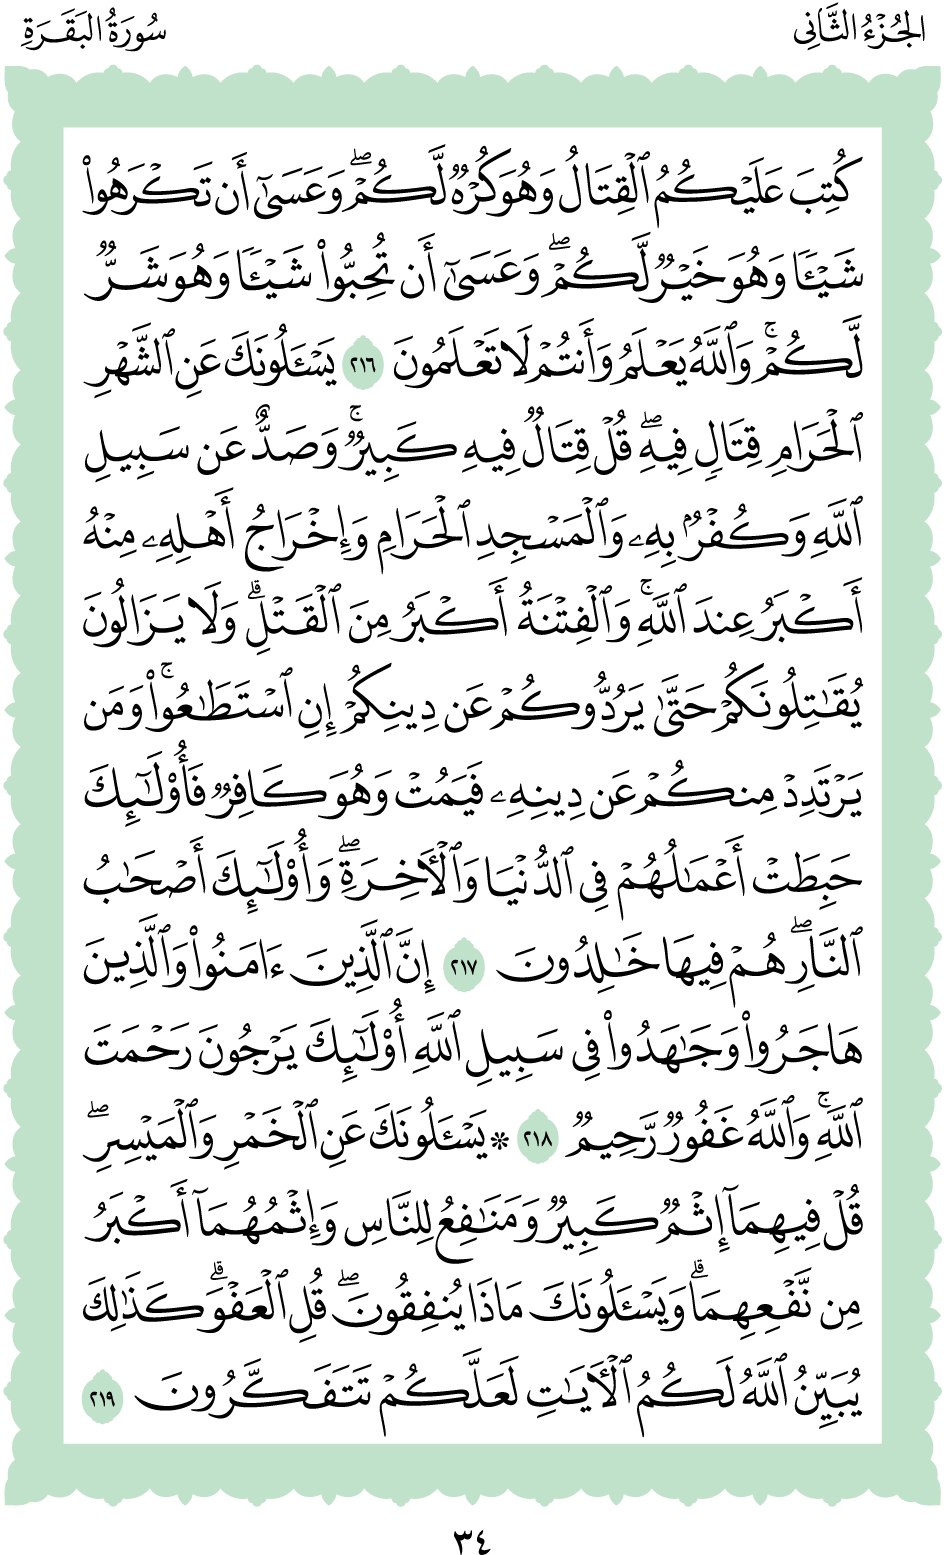 الجُزْءُ الثَّانِي
سُورَةُ البَقَرَةِ
كُتِبَ عَلَيۡكُمُ ٱلۡقِتَالُ وَهُوَ كُرۡهٞ لَّكُمۡۖ وَعَسَىٰٓ أَن تَكۡرَهُواْ
شَيۡـٔٗا وَهُوَ خَيۡرٞ لَّكُمۡۖ وَعَسَىٰٓ أَن تُحِبُّواْ شَيۡـٔٗا وَهُوَ شَرّٞ
لَّكُمۡۚ وَٱللَّهُ يَعۡلَمُ وَأَنتُمۡ لَا تَعۡلَمُونَ ٢١٦ يَسۡـَٔلُونَكَ عَنِ ٱلشَّهۡرِ
ٱلۡحَرَامِ قِتَالٖ فِيهِۖ قُلۡ قِتَالٞ فِيهِ كَبِيرٞۚ وَصَدٌّ عَن سَبِيلِ
ٱللَّهِ وَكُفۡرُۢ بِهِۦ وَٱلۡمَسۡجِدِ ٱلۡحَرَامِ وَإِخۡرَاجُ أَهۡلِهِۦ مِنۡهُ
أَكۡبَرُ عِندَ ٱللَّهِۚ وَٱلۡفِتۡنَةُ أَكۡبَرُ مِنَ ٱلۡقَتۡلِۗ وَلَا يَزَالُونَ
يُقَٰتِلُونَكُمۡ حَتَّىٰ يَرُدُّوكُمۡ عَن دِينِكُمۡ إِنِ ٱسۡتَطَٰعُواْۚ وَمَن
يَرۡتَدِدۡ مِنكُمۡ عَن دِينِهِۦ فَيَمُتۡ وَهُوَ كَافِرٞ فَأُوْلَٰٓئِكَ
حَبِطَتۡ أَعۡمَٰلُهُمۡ فِي ٱلدُّنۡيَا وَٱلۡأٓخِرَةِۖ وَأُوْلَٰٓئِكَ أَصۡحَٰبُ
ٱلنَّارِۖ هُمۡ فِيهَا خَٰلِدُونَ ٢١٧ إِنَّ ٱلَّذِينَ ءَامَنُواْ وَٱلَّذِينَ
هَاجَرُواْ وَجَٰهَدُواْ فِي سَبِيلِ ٱللَّهِ أُوْلَٰٓئِكَ يَرۡجُونَ رَحۡمَتَ
ٱللَّهِۚ وَٱللَّهُ غَفُورٞ رَّحِيمٞ ٢١٨ ۞ يَسۡـَٔلُونَكَ عَنِ ٱلۡخَمۡرِ وَٱلۡمَيۡسِرِۖ
قُلۡ فِيهِمَآ إِثۡمٞ كَبِيرٞ وَمَنَٰفِعُ لِلنَّاسِ وَإِثۡمُهُمَآ أَكۡبَرُ
مِن نَّفۡعِهِمَاۗ وَيَسۡـَٔلُونَكَ مَاذَا يُنفِقُونَۖ قُلِ ٱلۡعَفۡوَۗ كَذَٰلِكَ
يُبَيِّنُ ٱللَّهُ لَكُمُ ٱلۡأٓيَٰتِ لَعَلَّكُمۡ تَتَفَكَّرُونَ ٢١٩
٣٤